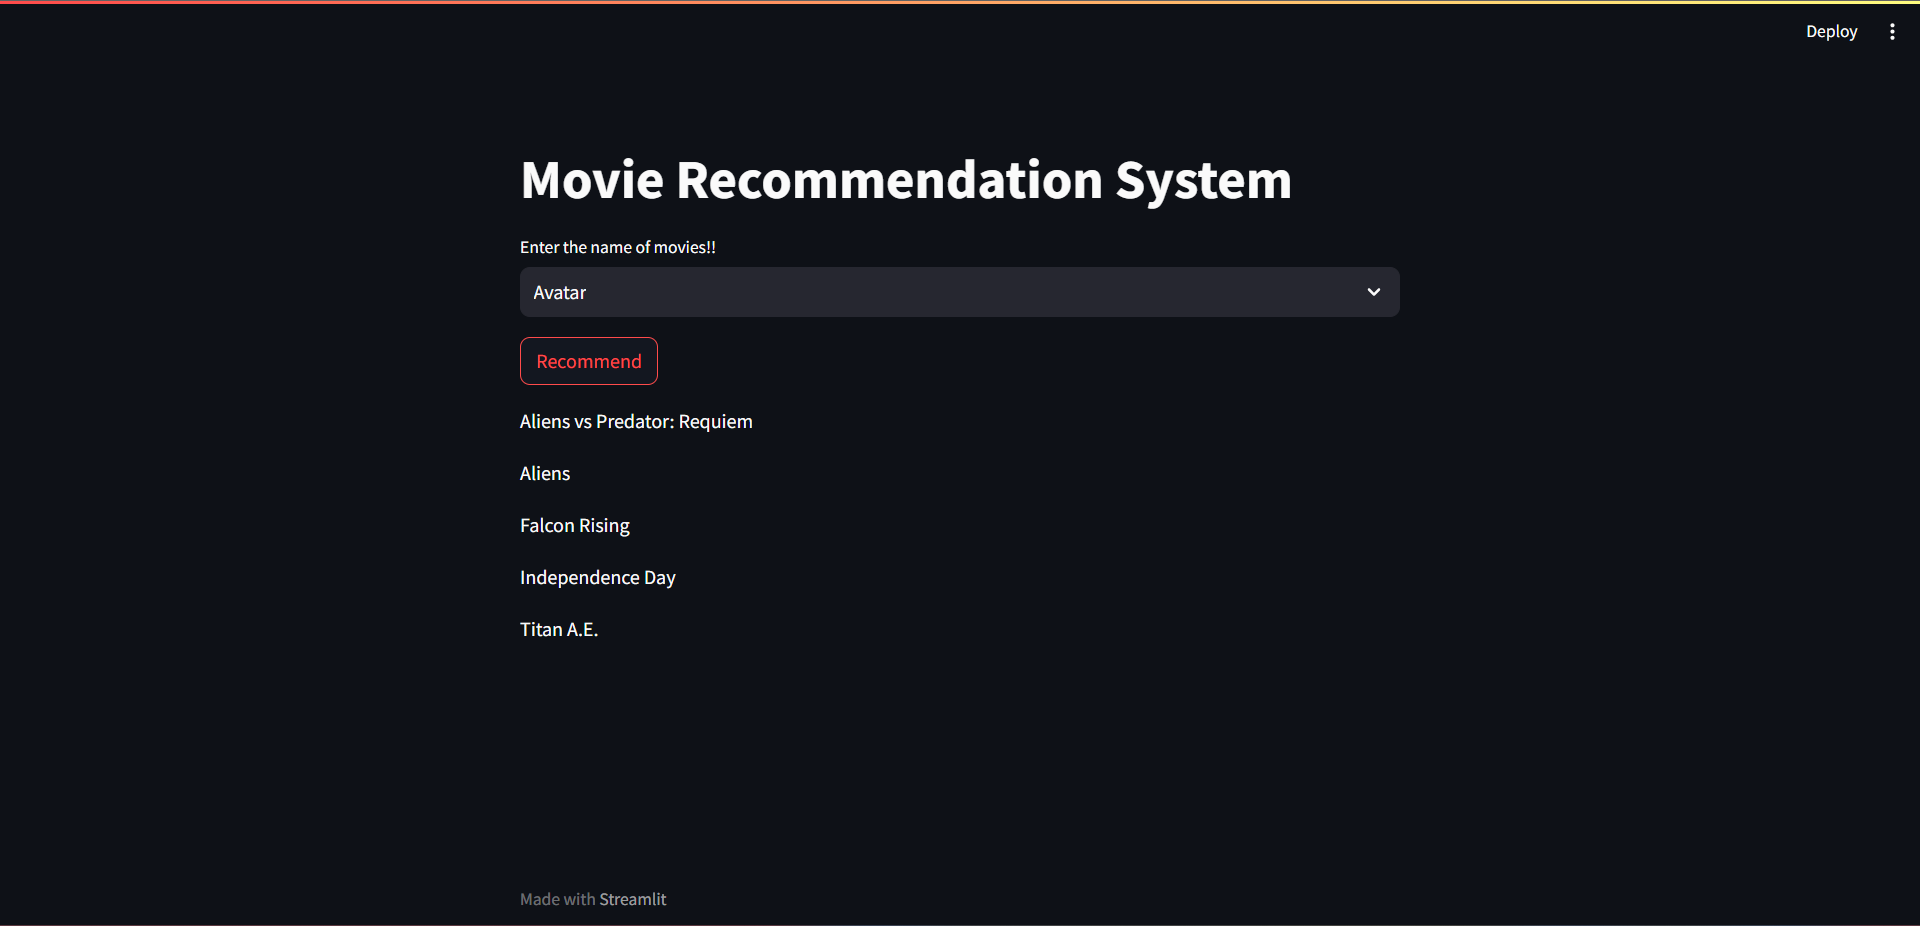 Deploy
Movie Recommendation System
Enter the name of movies!!
Avatar
Recommend
Aliens vs Predator: Requiem
Aliens
Falcon Rising
Independence Day
Titan A.E.
Made with Streamlit